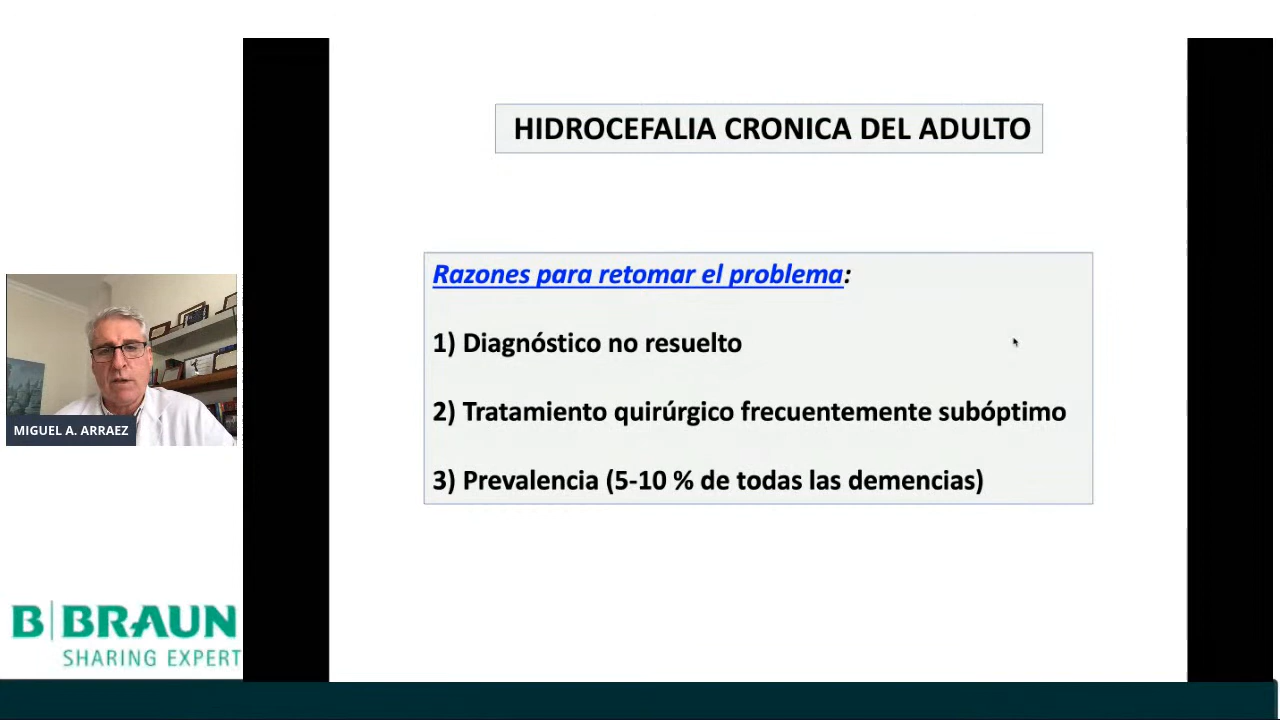 HIDROCEFALIA CRONICA DEL ADULTO
Razones para retomar el problema:
1) Diagnóstico no resuelto
2) Tratamiento quirúrgico frecuentemente subóptimo
3) Prevalencia (5-10 % de todas las demencias)
MIGUEL A. ARRAEZ
B|BRAUN
SHARING EXPERT